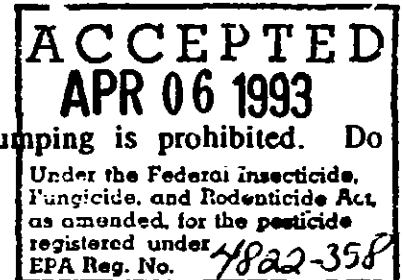 ACCEPTED
APR 06 1993
umping is prohibited. Do
Under the Federal Insecticide,
Fungicide, and Rodenticide Act,
as amended, for the pesticide
registered under
EPA Reg. No. 4822-358